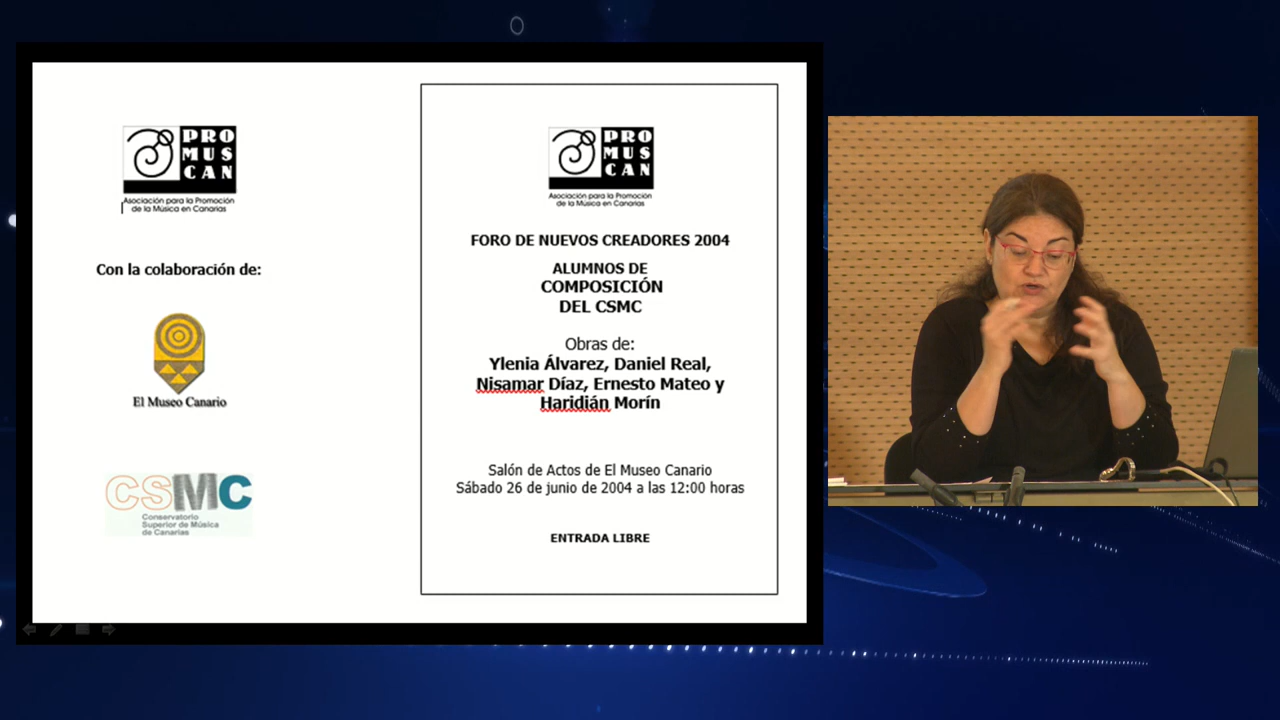 PRO
MUS
CAN
Asociación para la Promoción
de la Música en Canarias
Con la colaboración de:
El Museo Canario
CSMC
Conservatorio
Superior de Música
de Canarias
PRO
MUS
CAN
Asociación para la Promoción
de la Música en Canarias
FORO DE NUEVOS CREADORES 2004
ALUMNOS DE
COMPOSICIÓN
DEL CSMC
Obras de:
Ylenia Álvarez, Daniel Real,
Nisamar Díaz, Ernesto Mateo y
Haridián Morín
Salón de Actos de El Museo Canario
Sábado 26 de junio de 2004 a las 12:00 horas
ENTRADA LIBRE